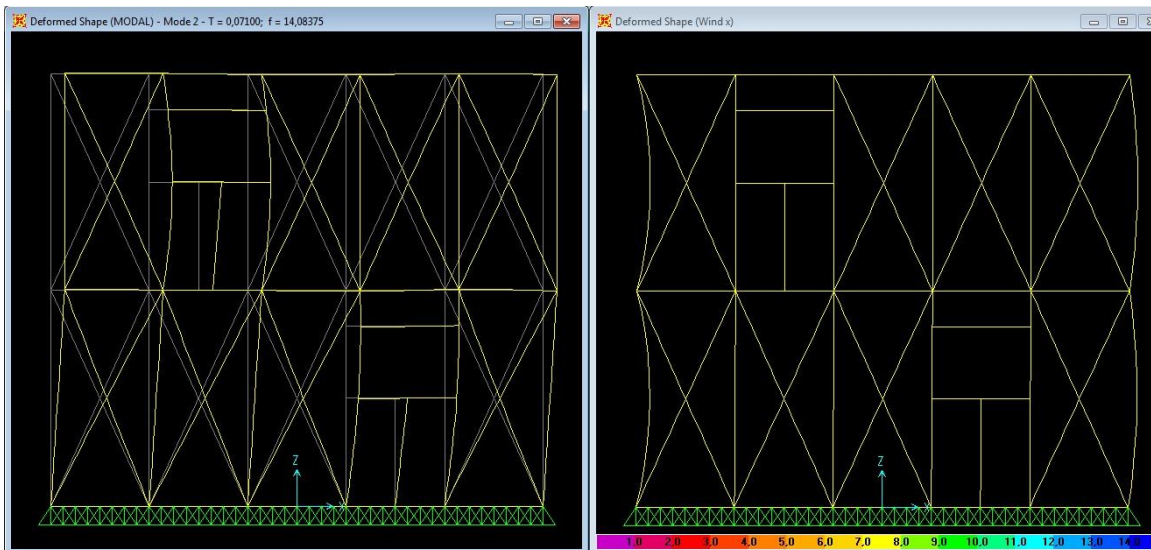 Deformed Shape (MODAL) - Mode 2 - T = 0,07100; f = 14,08375
Deformed Shape (Wind x)
Z
X
Z
1,0 2,0 3,0 4,0 5,0 6,0 7,0 8,0 9,0 10,0 11,0 12,0 13,0 14,0